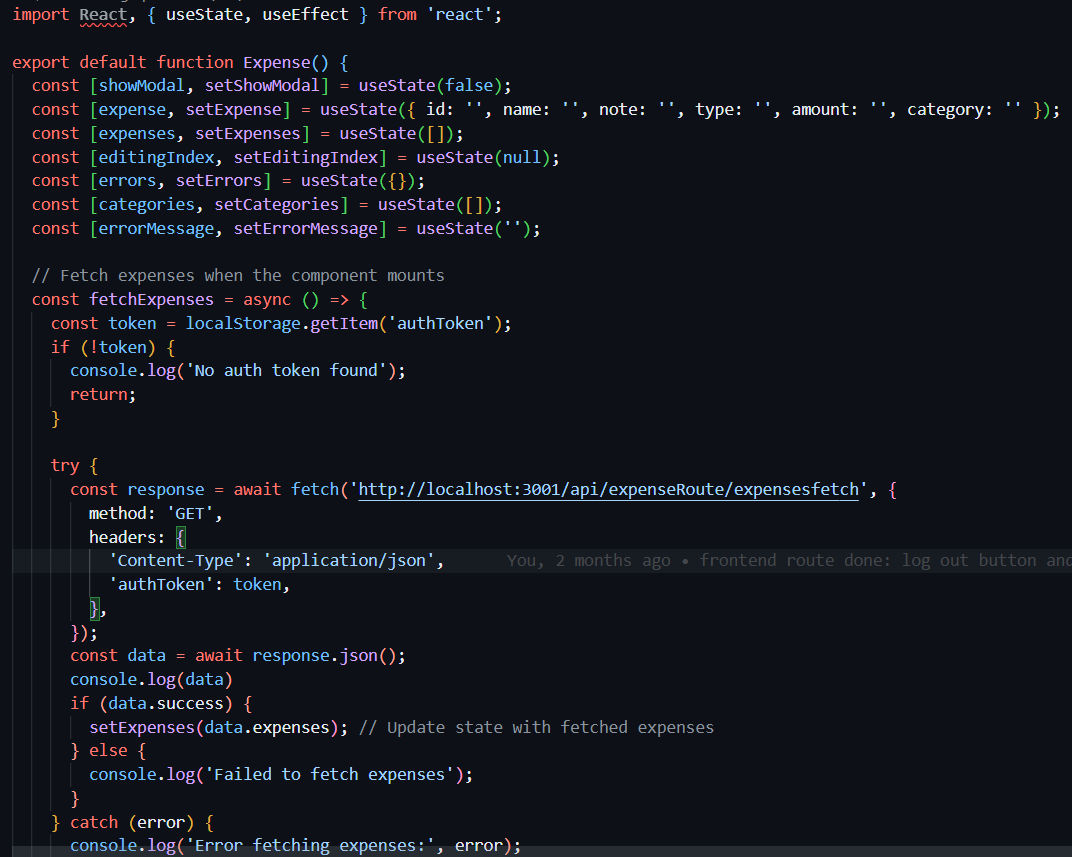 import React, { useState, useEffect } from 'react';
export default function Expense() {
const [showModal, setShowModal] = useState(false);
const [expense, setExpense] = useState({ id: '', name: '', note: '', type: '', amount: '', category: '' });
const [expenses, setExpenses] = useState([]);
const [editingIndex, setEditingIndex] = useState(null);
const [errors, setErrors] = useState({});
const [categories, setCategories] = useState([]);
const [errorMessage, setErrorMessage] = useState('');
// Fetch expenses when the component mounts
const fetchExpenses = async () => {
const token = localStorage.getItem('authToken');
if (!token) {
console.log('No auth token found');
return;
}
try {
const response = await fetch('http://localhost:3001/api/expenseRoute/expensesfetch', {
method: 'GET',
headers: {
'Content-Type': 'application/json', You, 2 months ago • frontend route done: log out button and
'authToken': token,
},
});
const data = await response.json();
console.log(data)
if (data.success) {
setExpenses(data.expenses); // Update state with fetched expenses
} else {
console.log('Failed to fetch expenses');
}
} catch (error) {
console.log('Error fetching expenses:', error);